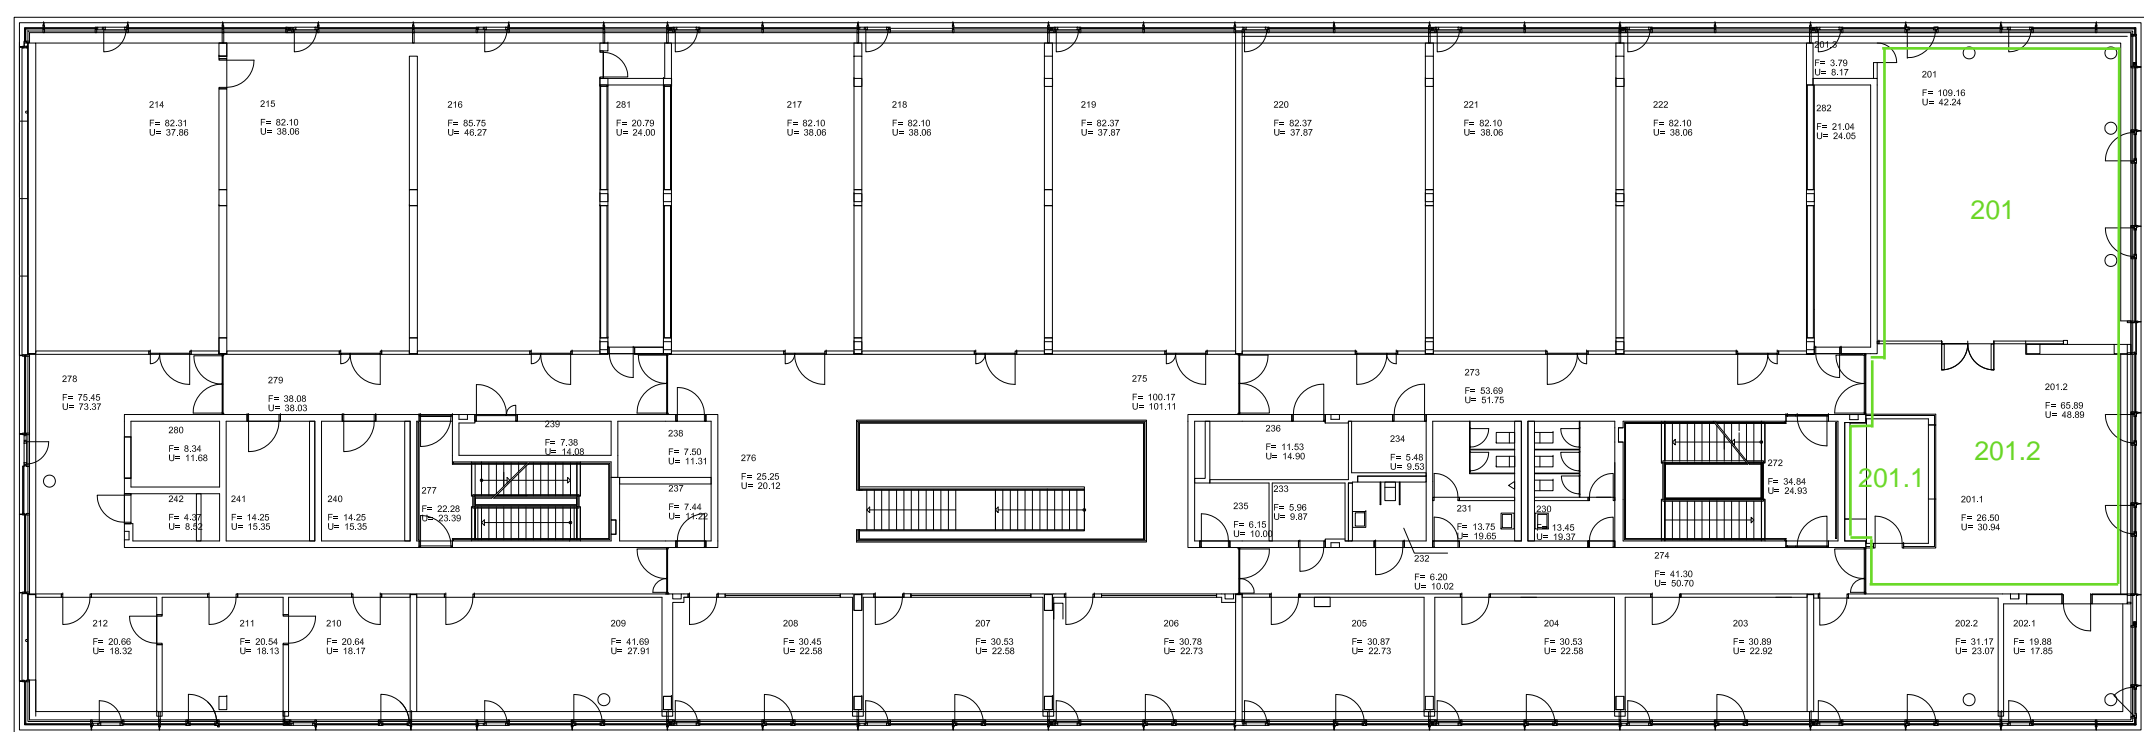 201.3
F= 3.79
U= 8.17
201
F= 109.16
U= 42.24
214
F= 82.31
U= 37.86
215
F= 82.10
U= 38.06
216
F= 85.75
U= 46.27
281
F= 20.79
U= 24.00
217
F= 82.10
U= 38.06
218
F= 82.10
U= 38.06
219
F= 82.37
U= 37.87
220
F= 82.37
U= 37.87
221
F= 82.10
U= 38.06
222
F= 82.10
U= 38.06
282
F= 21.04
U= 24.05
201
278
F= 75.45
U= 73.37
279
F= 38.08
U= 38.03
275
F= 100.17
U= 101.11
273
F= 53.69
U= 51.75
201.2
F= 65.89
U= 48.89
280
F= 8.34
U= 11.68
239
F= 7.38
U= 14.08
238
F= 7.50
U= 11.31
276
F= 25.25
U= 20.12
236
F= 11.53
U= 14.90
234
F= 5.48
U= 9.53
272
F= 34.84
U= 24.93
201.2
201.1
242
F= 4.37
U= 8.52
241
F= 14.25
U= 15.35
240
F= 14.25
U= 15.35
277
F= 22.28
U= 23.39
237
F= 7.44
U= 11.22
235
F= 6.15
U= 10.00
233
F= 5.96
U= 9.87
231
F= 13.75
U= 19.65
230
F= 13.45
U= 19.37
201.1
F= 26.50
U= 30.94
232
F= 6.20
U= 10.02
274
F= 41.30
U= 50.70
212
F= 20.66
U= 18.32
211
F= 20.54
U= 18.13
210
F= 20.64
U= 18.17
209
F= 41.69
U= 27.91
208
F= 30.45
U= 22.58
207
F= 30.53
U= 22.58
206
F= 30.78
U= 22.73
205
F= 30.87
U= 22.73
204
F= 30.53
U= 22.58
203
F= 30.89
U= 22.92
202.2
F= 31.17
U= 23.07
202.1
F= 19.88
U= 17.85